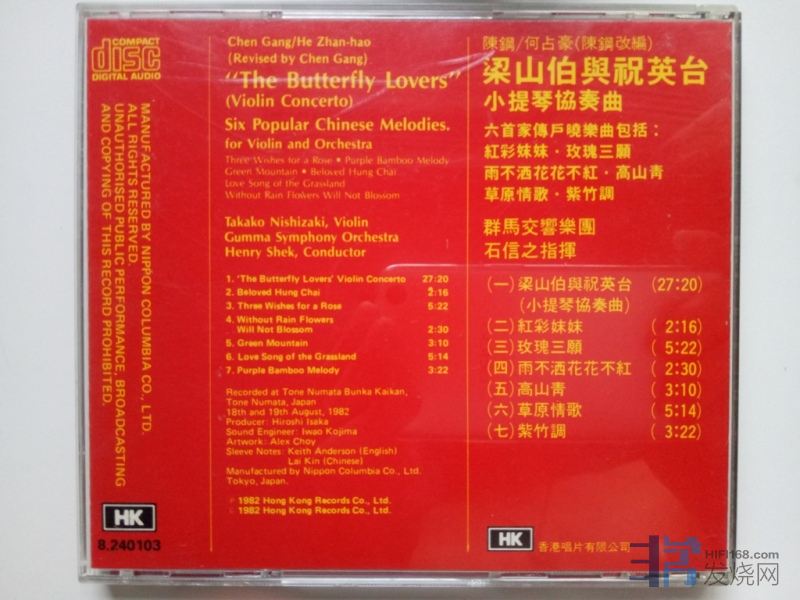 COMPACT
disc
DIGITAL AUDIO
MANUFACTURED BY NIPPON COLUMBIA CO., LTD.
ALL RIGHTS RESERVED.
UNAUTHORISED PUBLIC PERFORMANCE, BROADCASTING
AND COPYING OF THIS RECORD PROHIBITED.
HK
8.240103
Chen Gang/He Zhan-hao
(Revised by Chen Gang)
"The Butterfly Lovers"
(Violin Concerto)
Six Popular Chinese Melodies.
for Violin and Orchestra
Three Wishes for a Rose • Purple Bamboo Melody
Green Mountain • Beloved Hung Chai
Love Song of the Grassland
Without Rain Flowers Will Not Blossom
Takako Nishizaki, Violin
Gumma Symphony Orchestra
Henry Shek, Conductor
1. 'The Butterfly Lovers' Violin Concerto 27:20
2. Beloved Hung Chai 2:16
3. Three Wishes for a Rose 5:22
4. Without Rain Flowers
Will Not Blossom 2:30
5. Green Mountain 3:10
6. Love Song of the Grassland 5:14
7. Purple Bamboo Melody 3:22
Recorded at Tone Numata Bunka Kaikan,
Tone Numata, Japan
18th and 19th August, 1982
Producer: Hiroshi Isaka
Sound Engineer: Iwao Kojima
Artwork: Alex Choy
Sleeve Notes: Keith Anderson (English)
Lai Kin (Chinese)
Manufactured by Nippon Columbia Co., Ltd.
Tokyo, Japan.
℗ 1982 Hong Kong Records Co., Ltd.
© 1982 Hong Kong Records Co., Ltd.
陳鋼/何占豪(陳鋼改編)
梁山伯與祝英台
小提琴協奏曲
六首家傳戶曉樂曲包括：
紅彩妹妹・玫瑰三願
雨不洒花花不紅・高山青
草原情歌・紫竹調
群馬交響樂團
石信之指揮
(一)梁山伯與祝英台 (27:20)
(小提琴協奏曲)
(二)紅彩妹妹 (2:16)
(三)玫瑰三願 (5:22)
(四)雨不洒花花不紅 (2:30)
(五)高山青 (3:10)
(六)草原情歌 (5:14)
(七)紫竹調 (3:22)
HK
香港唱片有限公司
HIFI168.com
发烧网